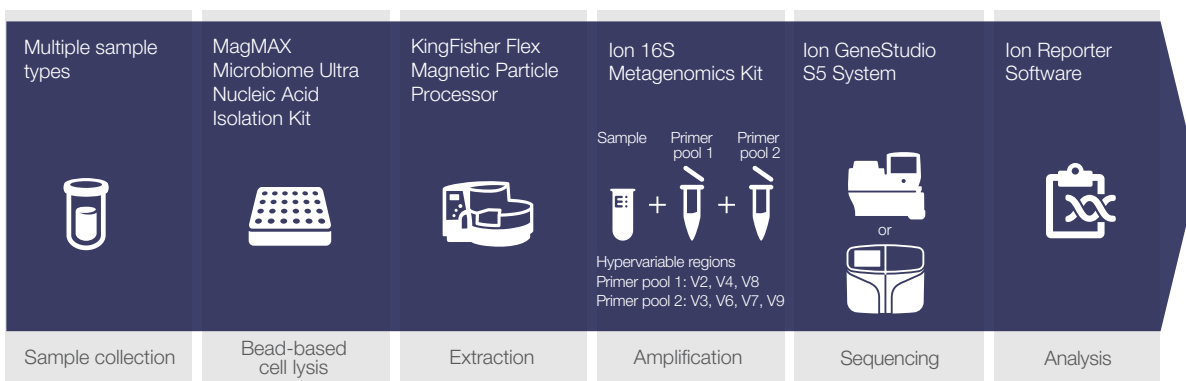 Multiple sample
types
MagMAX
Microbiome Ultra
Nucleic Acid
Isolation Kit
KingFisher Flex
Magnetic Particle
Processor
Ion 16S
Metagenomics Kit
Sample
Primer
pool 1
Primer
pool 2
+
+
Hypervariable regions
Primer pool 1: V2, V4, V8
Primer pool 2: V3, V6, V7, V9
Ion GeneStudio
S5 System
or
Ion Reporter
Software
Sample collection
Bead-based
cell lysis
Extraction
Amplification
Sequencing
Analysis